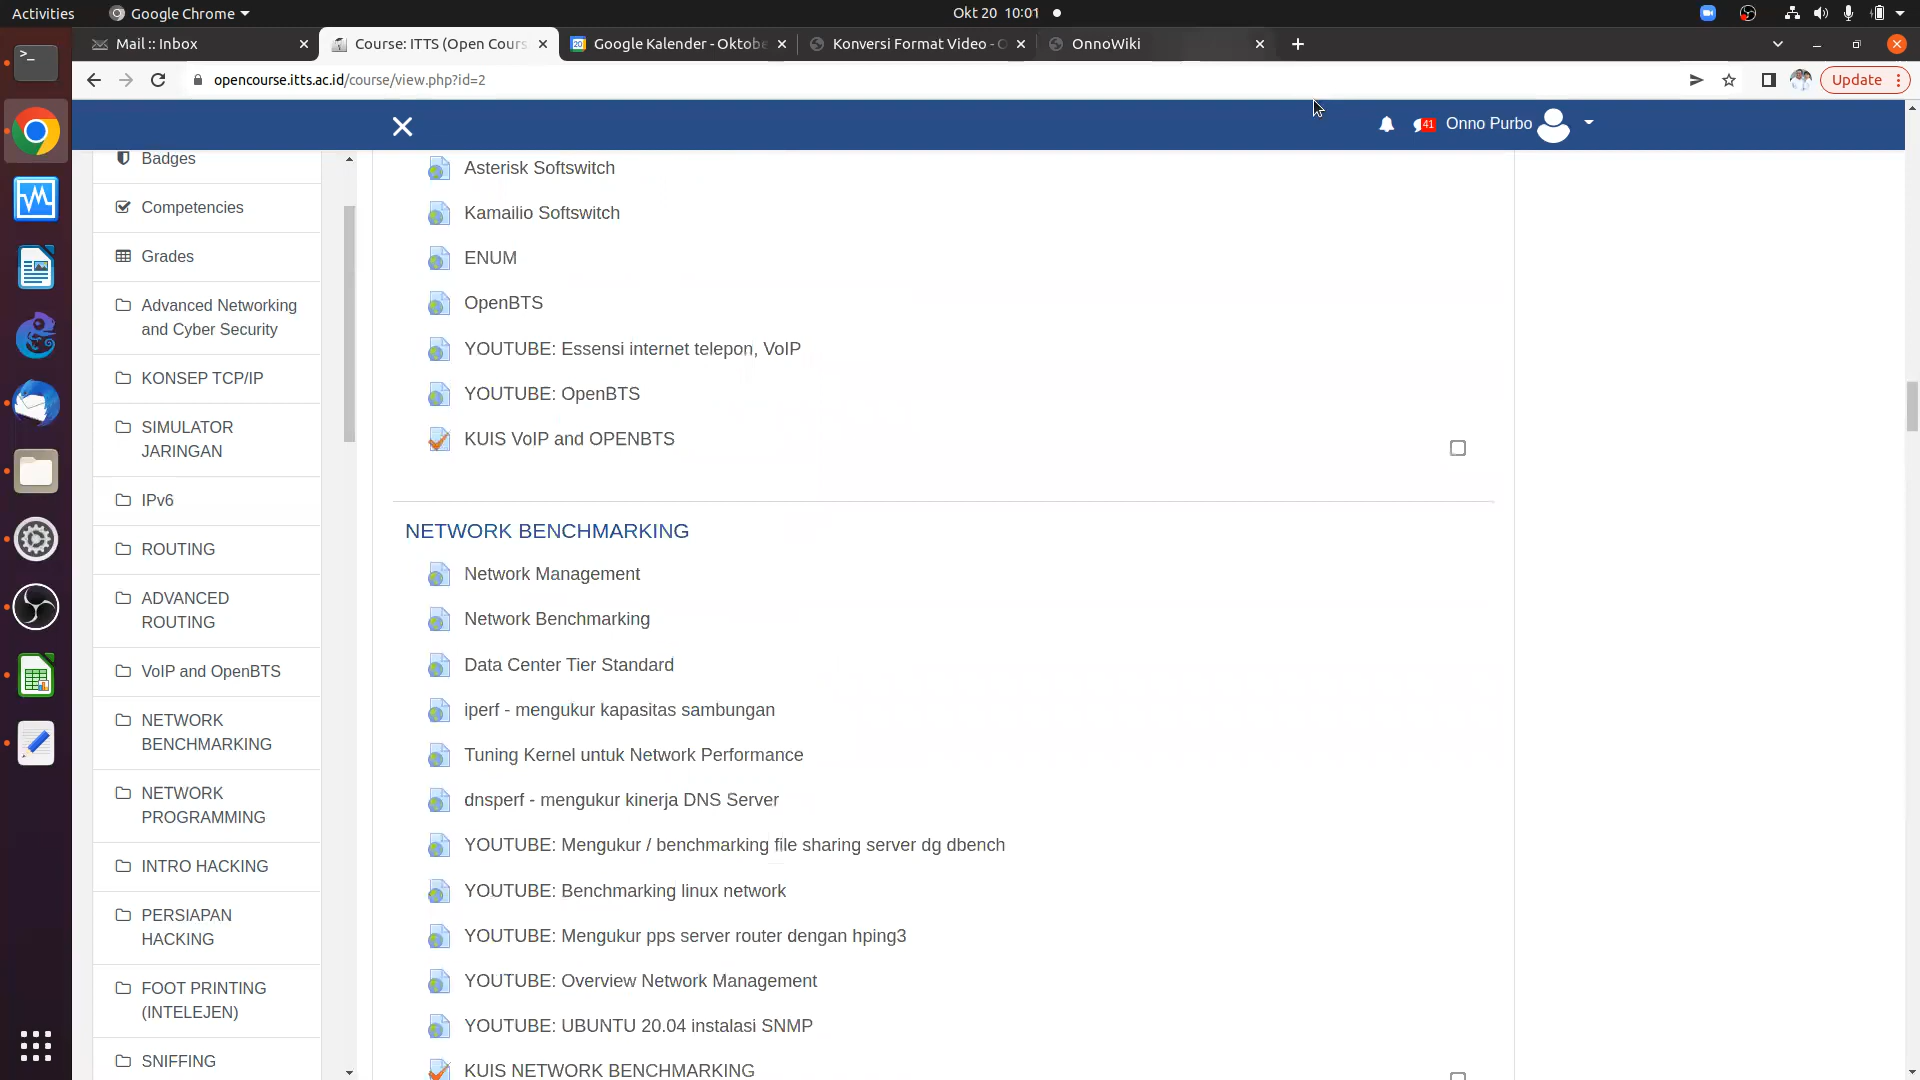 Activities
Google Chrome
Okt 20 10:01
Mail :: Inbox
Course: ITTS (Open Cours
Google Kalender - Oktobe
Konversi Format Video - O
OnnoWiki
opencourse.itts.ac.id/course/view.php?id=2
Update
41
Onno Purbo
Badges
Competencies
Grades
Advanced Networking
and Cyber Security
KONSEP TCP/IP
SIMULATOR
JARINGAN
IPv6
ROUTING
ADVANCED
ROUTING
VoIP and OpenBTS
NETWORK
BENCHMARKING
NETWORK
PROGRAMMING
INTRO HACKING
PERSIAPAN
HACKING
FOOT PRINTING
(INTELEJEN)
SNIFFING
Asterisk Softswitch
Kamailio Softswitch
ENUM
OpenBTS
YOUTUBE: Essensi internet telepon, VoIP
YOUTUBE: OpenBTS
KUIS VoIP and OPENBTS
NETWORK BENCHMARKING
Network Management
Network Benchmarking
Data Center Tier Standard
iperf - mengukur kapasitas sambungan
Tuning Kernel untuk Network Performance
dnsperf - mengukur kinerja DNS Server
YOUTUBE: Mengukur / benchmarking file sharing server dg dbench
YOUTUBE: Benchmarking linux network
YOUTUBE: Mengukur pps server router dengan hping3
YOUTUBE: Overview Network Management
YOUTUBE: UBUNTU 20.04 instalasi SNMP
KUIS NETWORK BENCHMARKING